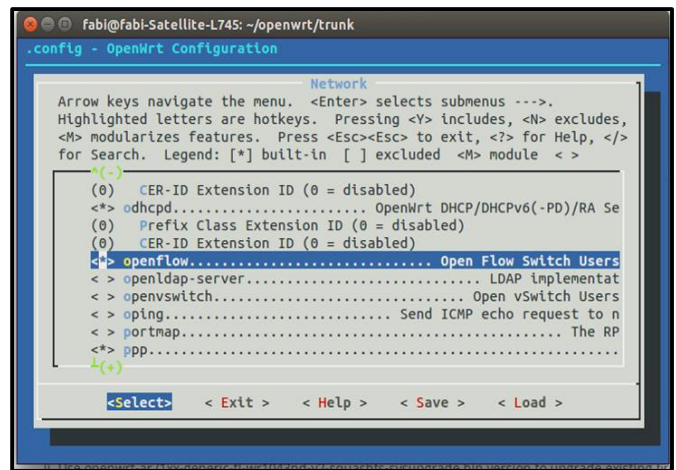 fabi@fabi-Satellite-L745: ~/openwrt/trunk
.config - OpenWrt Configuration
Network
Arrow keys navigate the menu.  <Enter> selects submenus --->.
Highlighted letters are hotkeys.  Pressing <Y> includes, <N> excludes,
<M> modularizes features.  Press <Esc><Esc> to exit, <?> for Help, </>
for Search.  Legend: [*] built-in  [ ] excluded  <M> module  < >
^(-)
(0)   CER-ID Extension ID (0 = disabled)
<*> odhcpd........................ OpenWrt DHCP/DHCPv6(-PD)/RA Se
(0)   Prefix Class Extension ID (0 = disabled)
(0)   CER-ID Extension ID (0 = disabled)
<*> openflow................................ Open Flow Switch Users
< > openldap-server............................... LDAP implementat
< > openvswitch................................. Open vSwitch Users
< > oping.......................... Send ICMP echo request to n
< > portmap...................................................... The RP
<*> ppp.............................................................
┴(+)
<Select>    < Exit >    < Help >    < Save >    < Load >